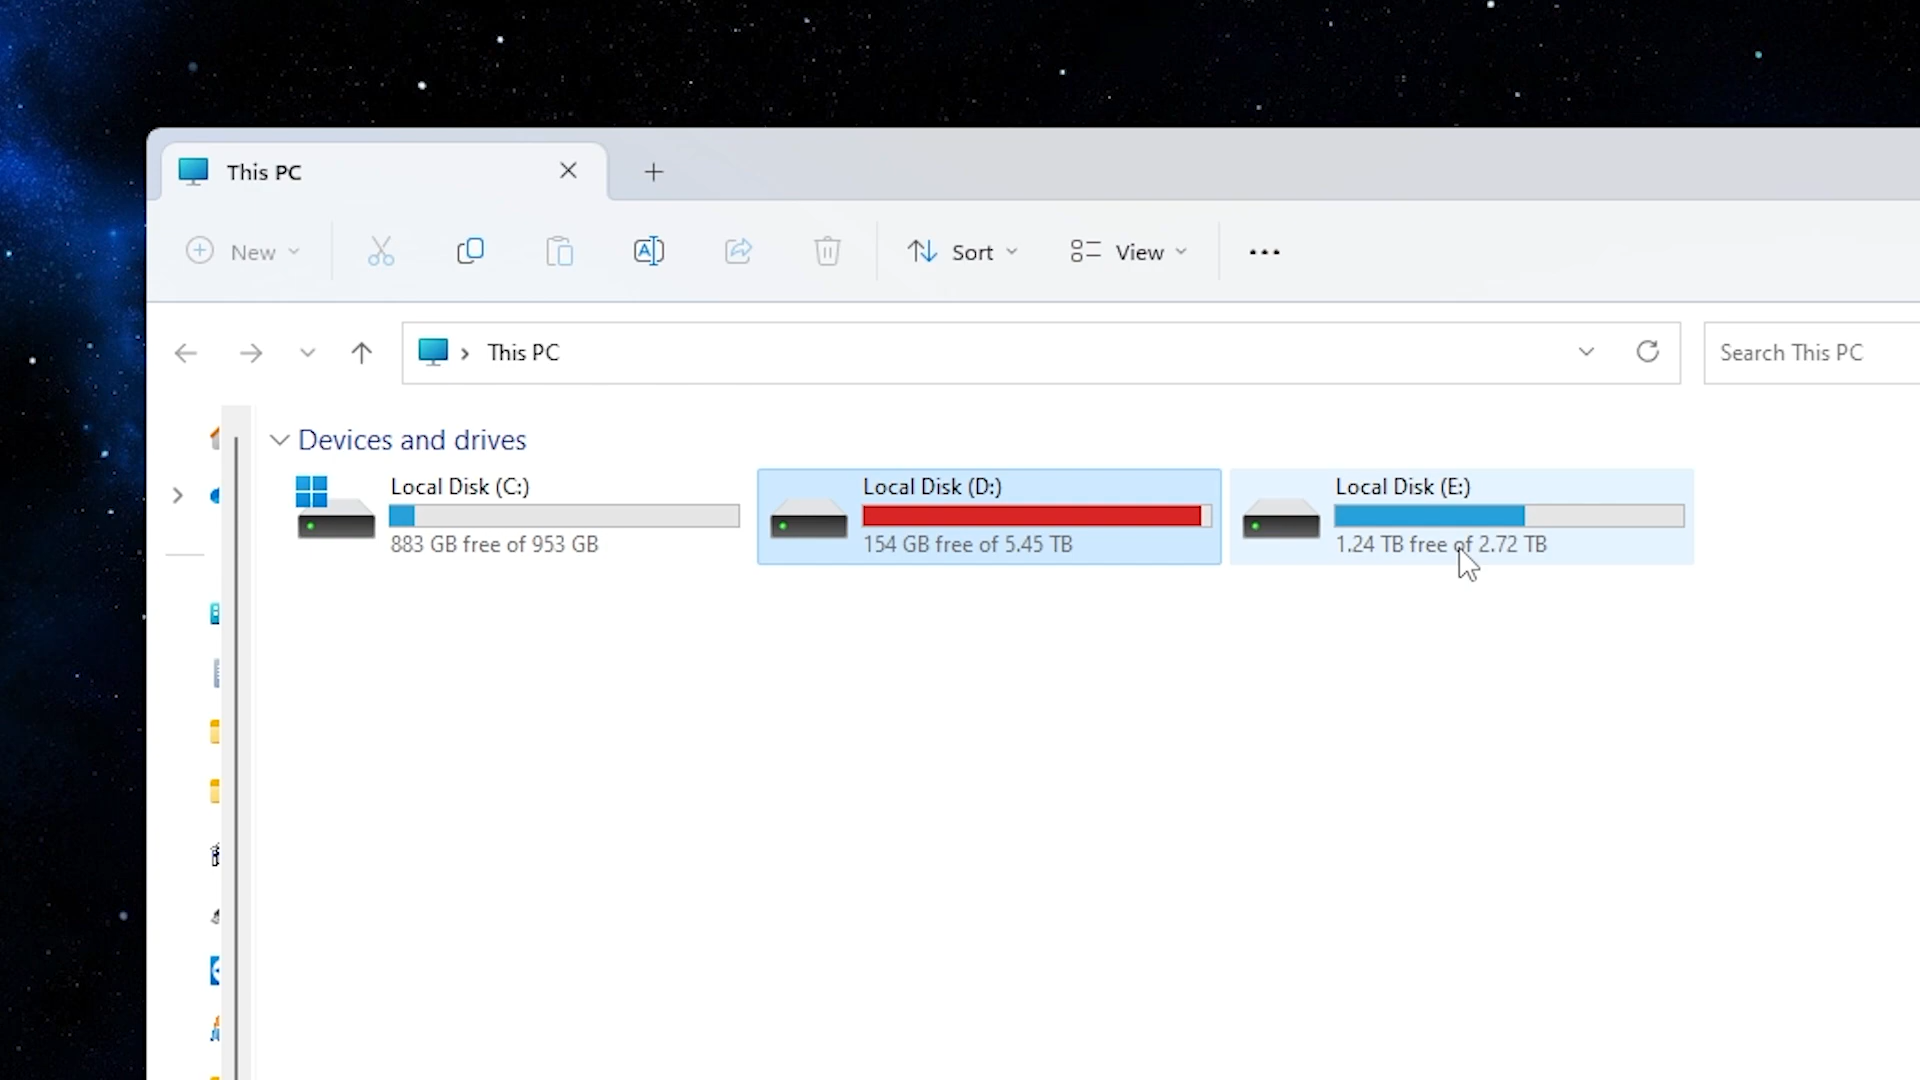 This PC
New
Sort
View
This PC
Search This PC
Devices and drives
Local Disk (C:)
883 GB free of 953 GB
Local Disk (D:)
154 GB free of 5.45 TB
Local Disk (E:)
1.24 TB free of 2.72 TB